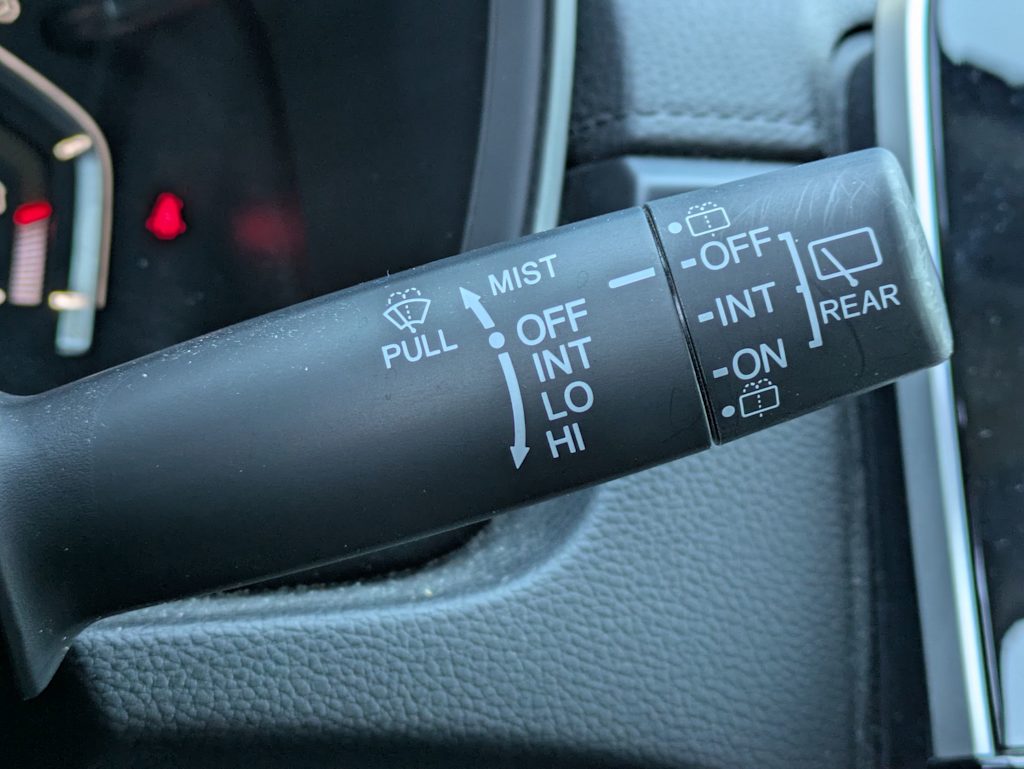 MIST
OFF
INT
LO
HI
PULL
OFF
INT
ON
REAR